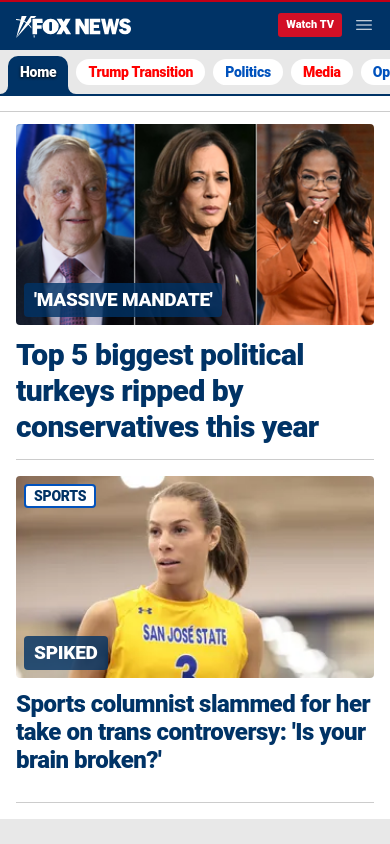 FOX NEWS
Watch TV
Home
Trump Transition
Politics
Media
Op
'MASSIVE MANDATE'
Top 5 biggest political
turkeys ripped by
conservatives this year
SPORTS
SAN JOSÉ STATE
3
SPIKED
Sports columnist slammed for her
take on trans controversy: 'Is your
brain broken?'